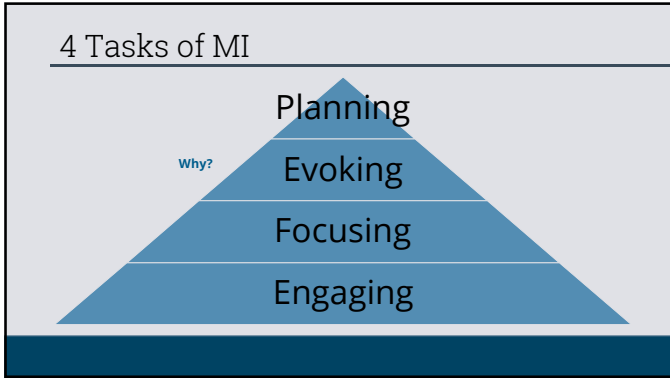 4 Tasks of MI
Planning
Why?
Evoking
Focusing
Engaging